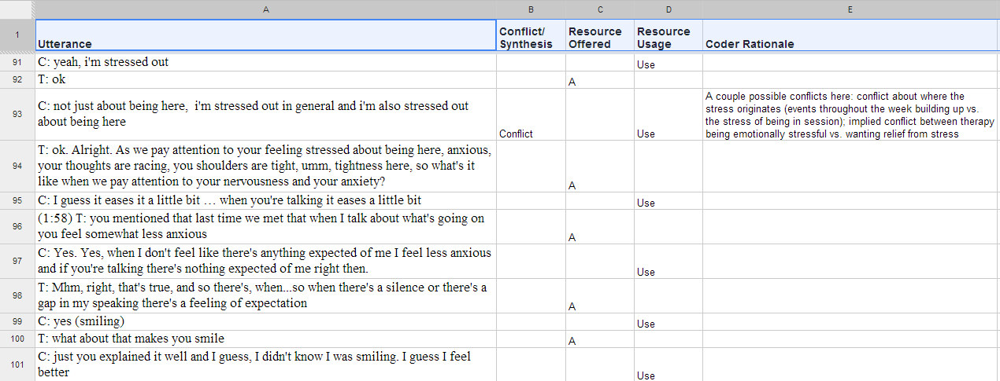 A B C D E
1 Utterance Conflict/ Synthesis Resource Offered Resource Usage Coder Rationale
91 C: yeah, i'm stressed out Use
92 T: ok A
93 C: not just about being here,  i'm stressed out in general and i'm also stressed out
about being here
Conflict Use
A couple possible conflicts here: conflict about where the
stress originates (events throughout the week building up vs.
the stress of being in session); implied conflict between therapy
being emotionally stressful vs. wanting relief from stress
94 T: ok. Alright. As we pay attention to your feeling stressed about being here, anxious,
your thoughts are racing, you shoulders are tight, umm, tightness here, so what's it
like when we pay attention to your nervousness and your anxiety?
A
95 C: I guess it eases it a little bit … when you're talking it eases a little bit Use
96 (1:58) T: you mentioned that last time we met that when I talk about what's going on
you feel somewhat less anxious
A
97 C: Yes. Yes, when I don't feel like there's anything expected of me I feel less anxious
and if you're talking there's nothing expected of me right then.
Use
98 T: Mhm, right, that's true, and so there's, when...so when there's a silence or there's a
gap in my speaking there's a feeling of expectation
A
99 C: yes (smiling) Use
100 T: what about that makes you smile A
101 C: just you explained it well and I guess, I didn't know I was smiling. I guess I feel
better
Use